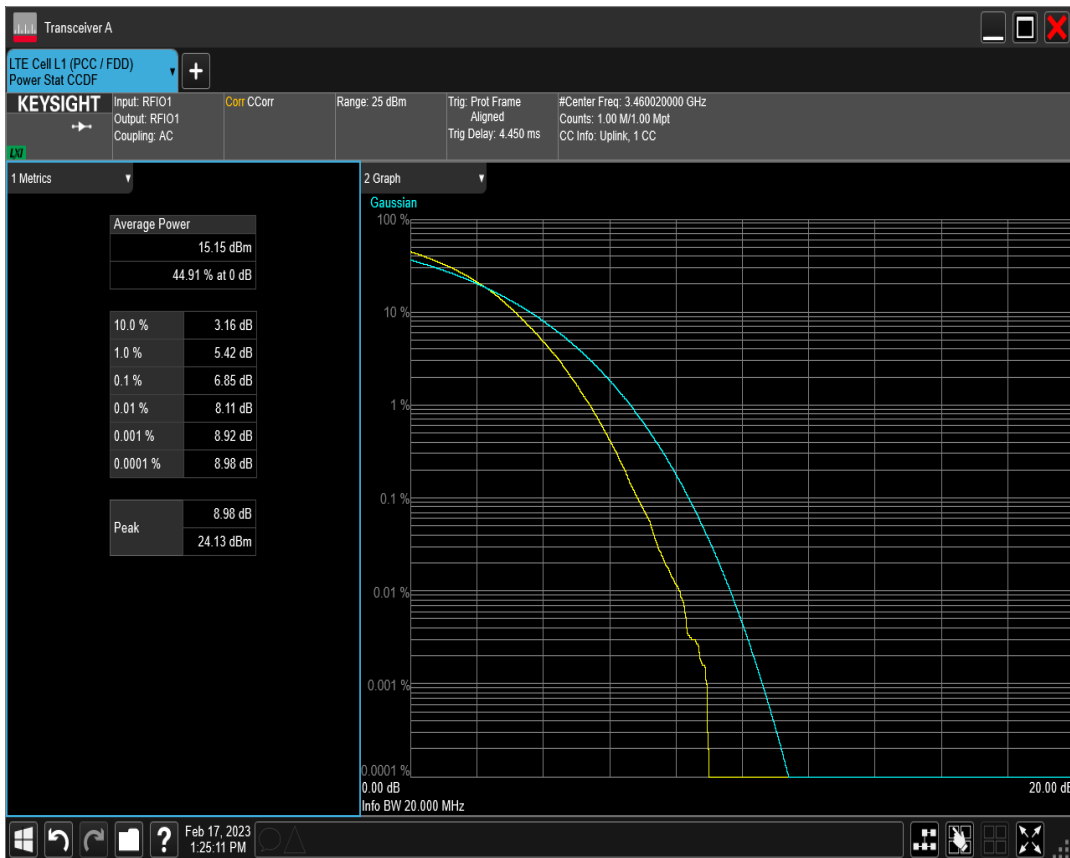 Transceiver A
LTE Cell L1 (PCC / FDD)
Power Stat CCDF
KEYSIGHT
LXI
Input: RFIO1
Output: RFIO1
Coupling: AC
Corr CCorr
Range: 25 dBm
Trig: Prot Frame
Aligned
Trig Delay: 4.450 ms
#Center Freq: 3.460020000 GHz
Counts: 1.00 M/1.00 Mpt
CC Info: Uplink, 1 CC
1 Metrics
Average Power
15.15 dBm
44.91 % at 0 dB
10.0 % 3.16 dB
1.0 % 5.42 dB
0.1 % 6.85 dB
0.01 % 8.11 dB
0.001 % 8.92 dB
0.0001 % 8.98 dB
Peak
8.98 dB
24.13 dBm
2 Graph
Gaussian
100 %
10 %
1 %
0.1 %
0.01 %
0.001 %
0.0001 %
0.00 dB 20.00 dB
Info BW 20.000 MHz
Feb 17, 2023
1:25:11 PM